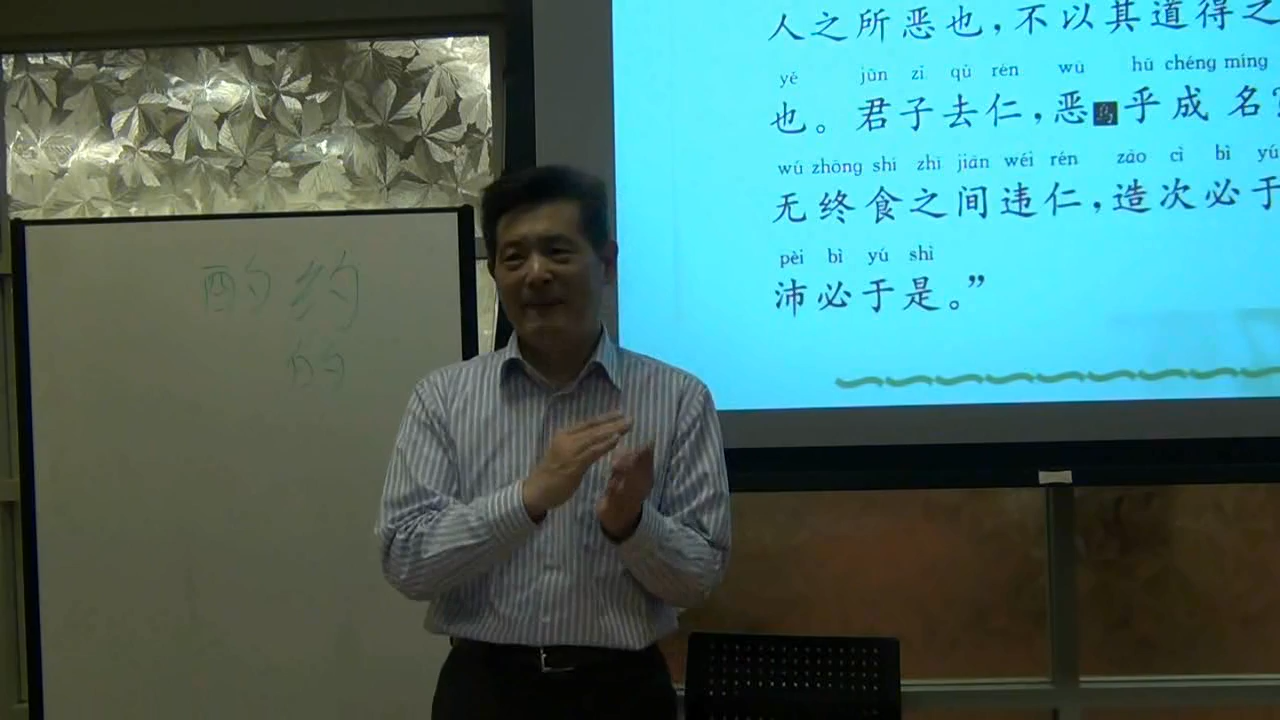 酌约
的
人之所恶也，不以其道得之
yě jūn zǐ qù rén wū hū chéng míng
也。君子去仁，恶乌乎成名？
wú zhōng shí zhī jiān wéi rén zào cì bì yú
无终食之间违仁，造次必于
pèi bì yú shì
沛必于是。”